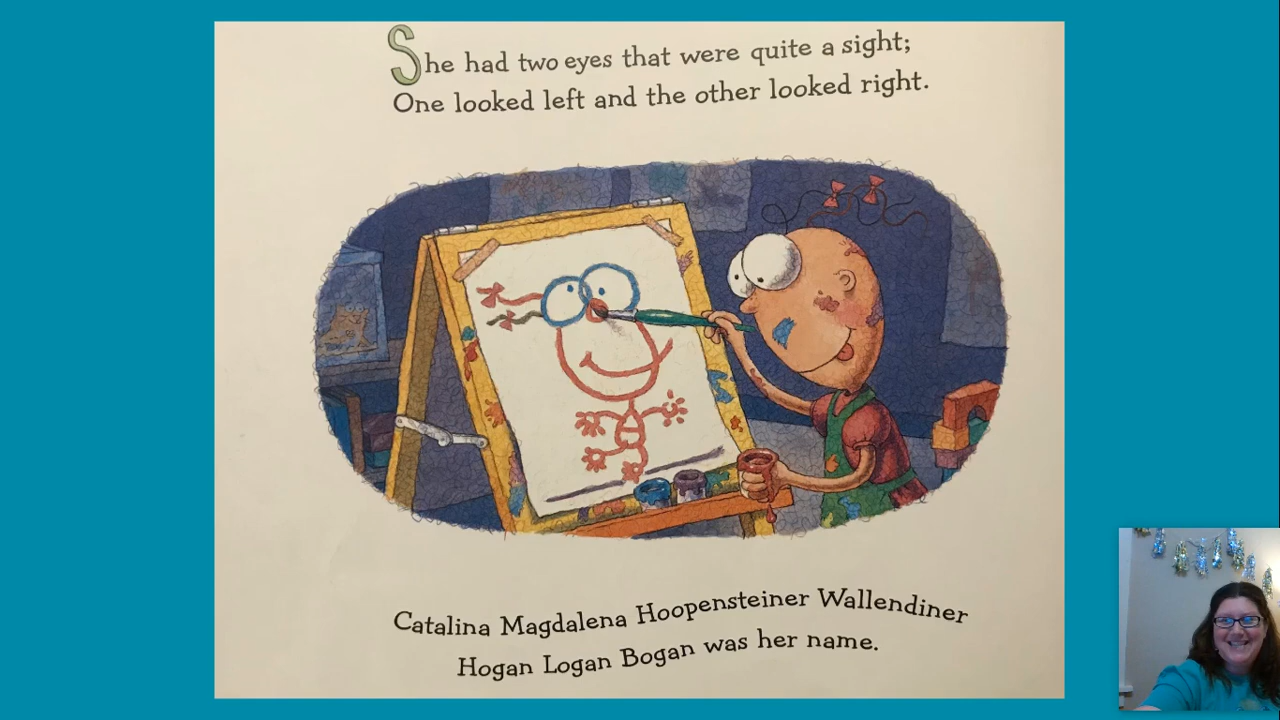 She had two eyes that were quite a sight;
One looked left and the other looked right.
Catalina Magdalena Hoopensteiner Wallendiner
Hogan Logan Bogan was her name.